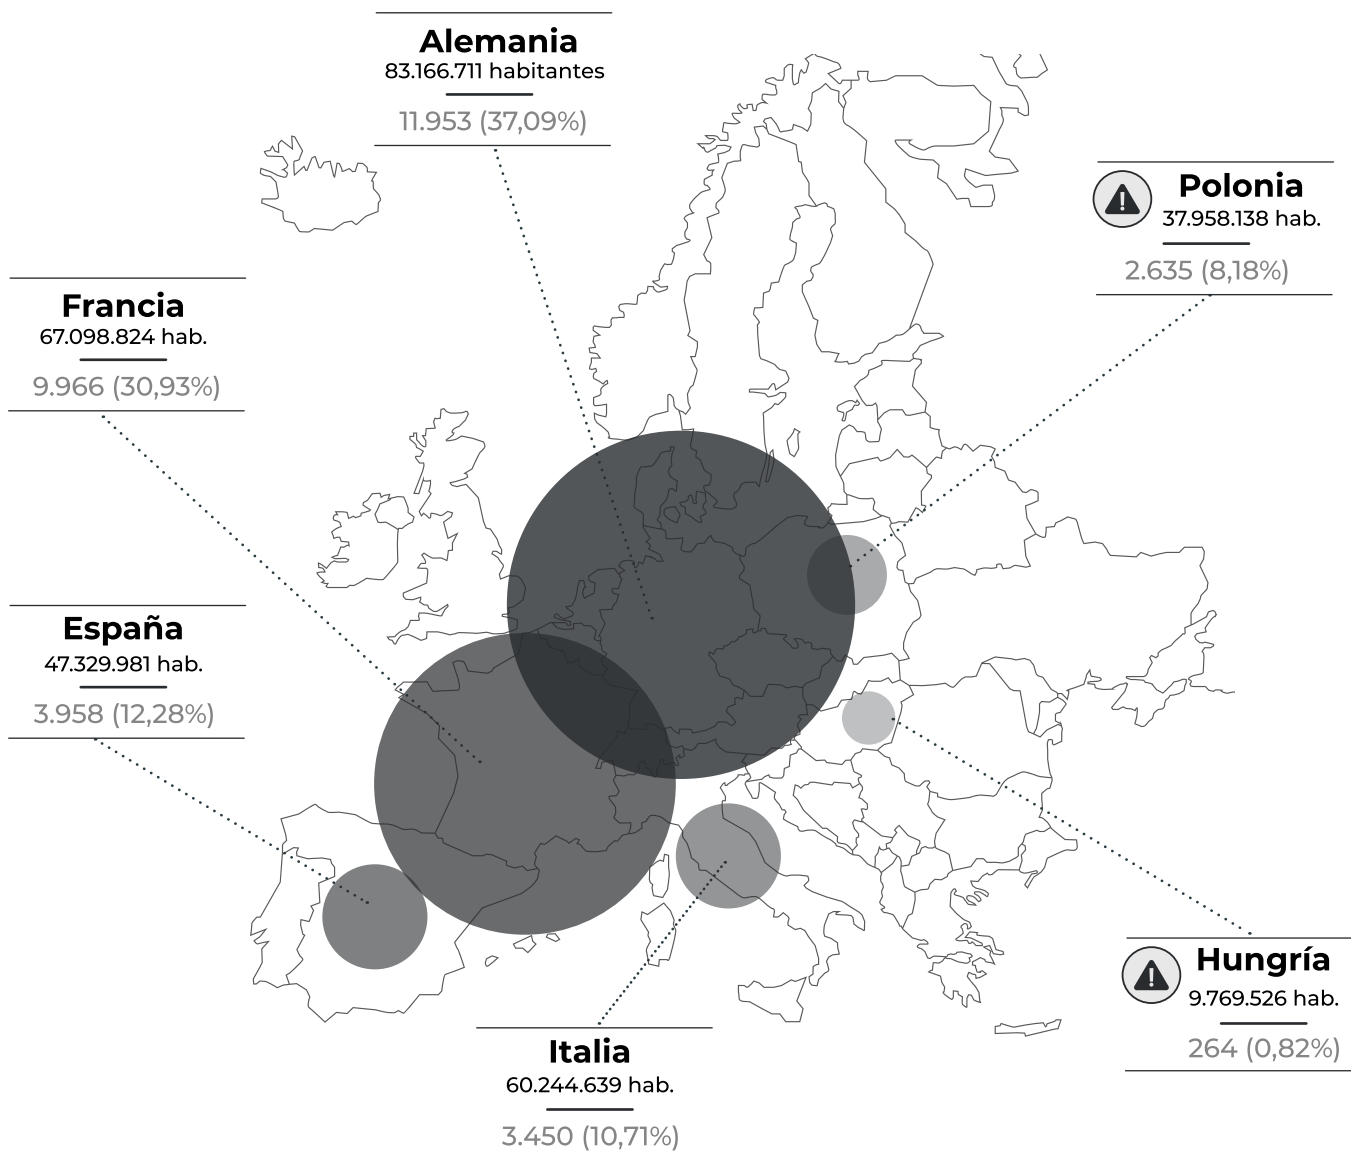 Alemania
83.166.711 habitantes
11.953 (37,09%)
Polonia
37.958.138 hab.
2.635 (8,18%)
Francia
67.098.824 hab.
9.966 (30,93%)
España
47.329.981 hab.
3.958 (12,28%)
Hungría
9.769.526 hab.
264 (0,82%)
Italia
60.244.639 hab.
3.450 (10,71%)